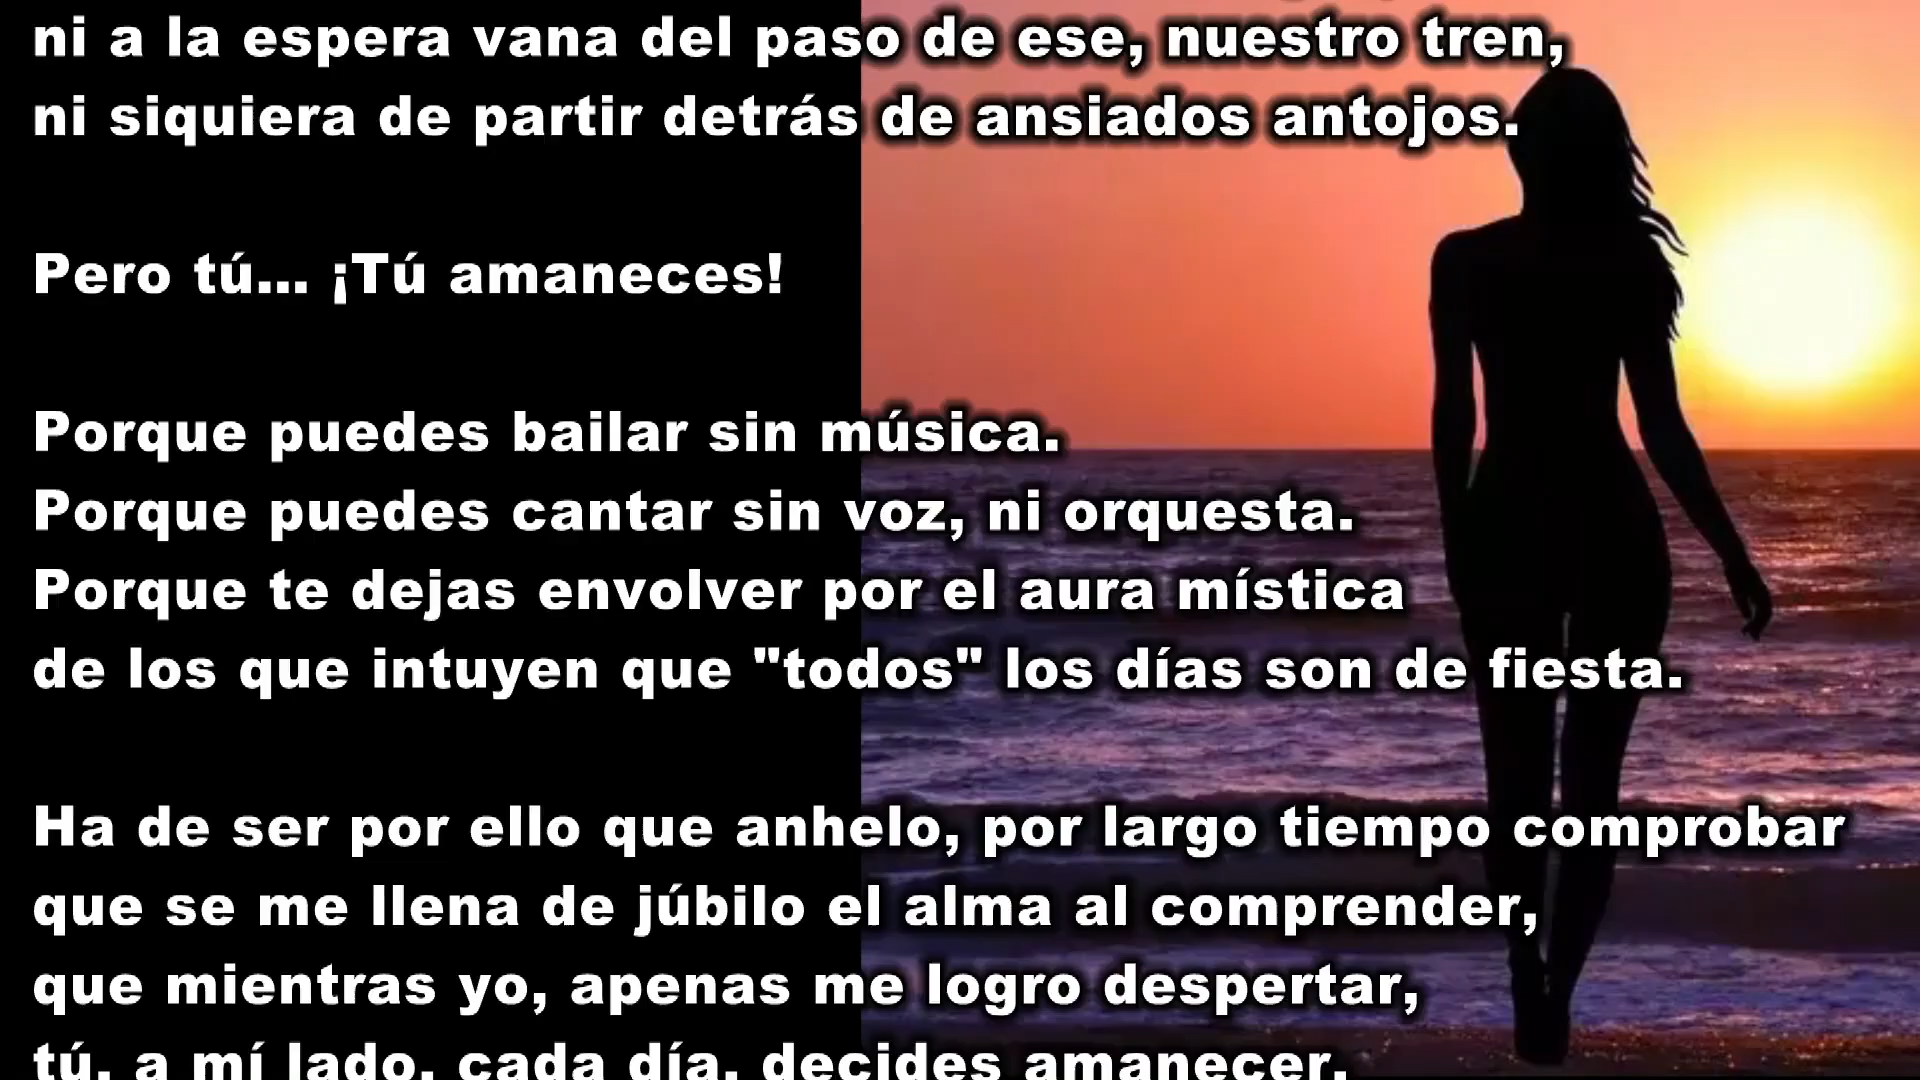 ni a la espera vana del paso de ese, nuestro tren,
ni siquiera de partir detrás de ansiados antojos.
Pero tú... ¡Tú amaneces!
Porque puedes bailar sin música.
Porque puedes cantar sin voz, ni orquesta.
Porque te dejas envolver por el aura mística
de los que intuyen que "todos" los días son de fiesta.
Ha de ser por ello que anhelo, por largo tiempo comprobar
que se me llena de júbilo el alma al comprender,
que mientras yo, apenas me logro despertar,
tú, a mí lado, cada día, decides amanecer.